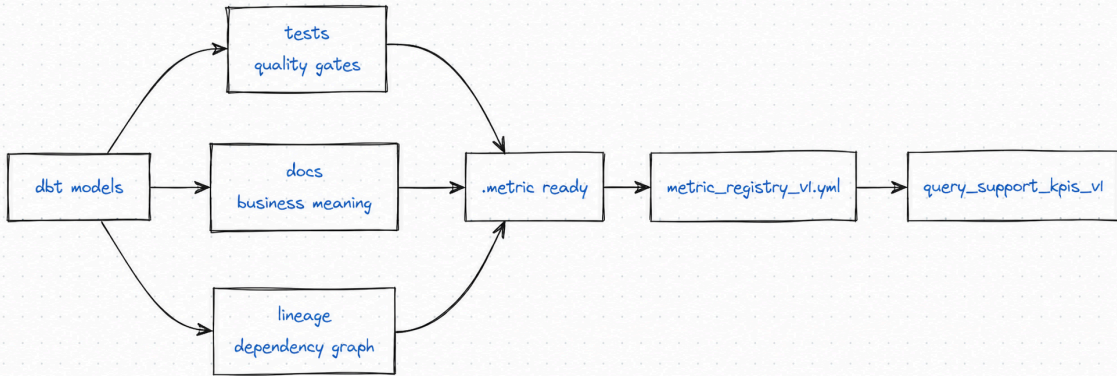 tests
quality gates
dbt models
docs
business meaning
.metric ready
metric_registry_v1.yml
query_support_kpis_v1
lineage
dependency graph